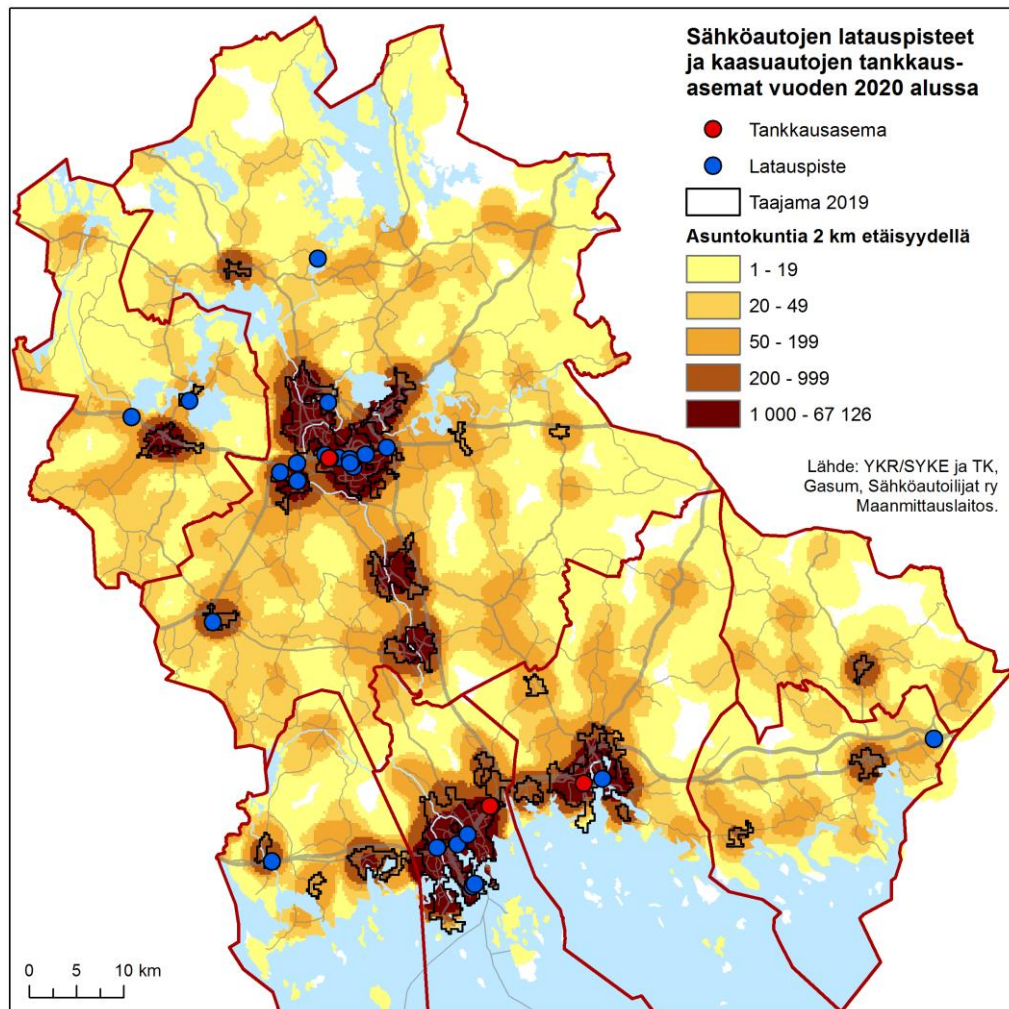 Sähköautojen latauspisteet
ja kaasuautojen tankkaus-
asemat vuoden 2020 alussa
Tankkausasema
Latauspiste
Taajama 2019
Asuntokuntia 2 km etäisyydellä
1 - 19
20 - 49
50 - 199
200 - 999
1 000 - 67 126
Lähde: YKR/SYKE ja TK,
Gasum, Sähköautoilijat ry
Maanmittauslaitos.
0 5 10 km